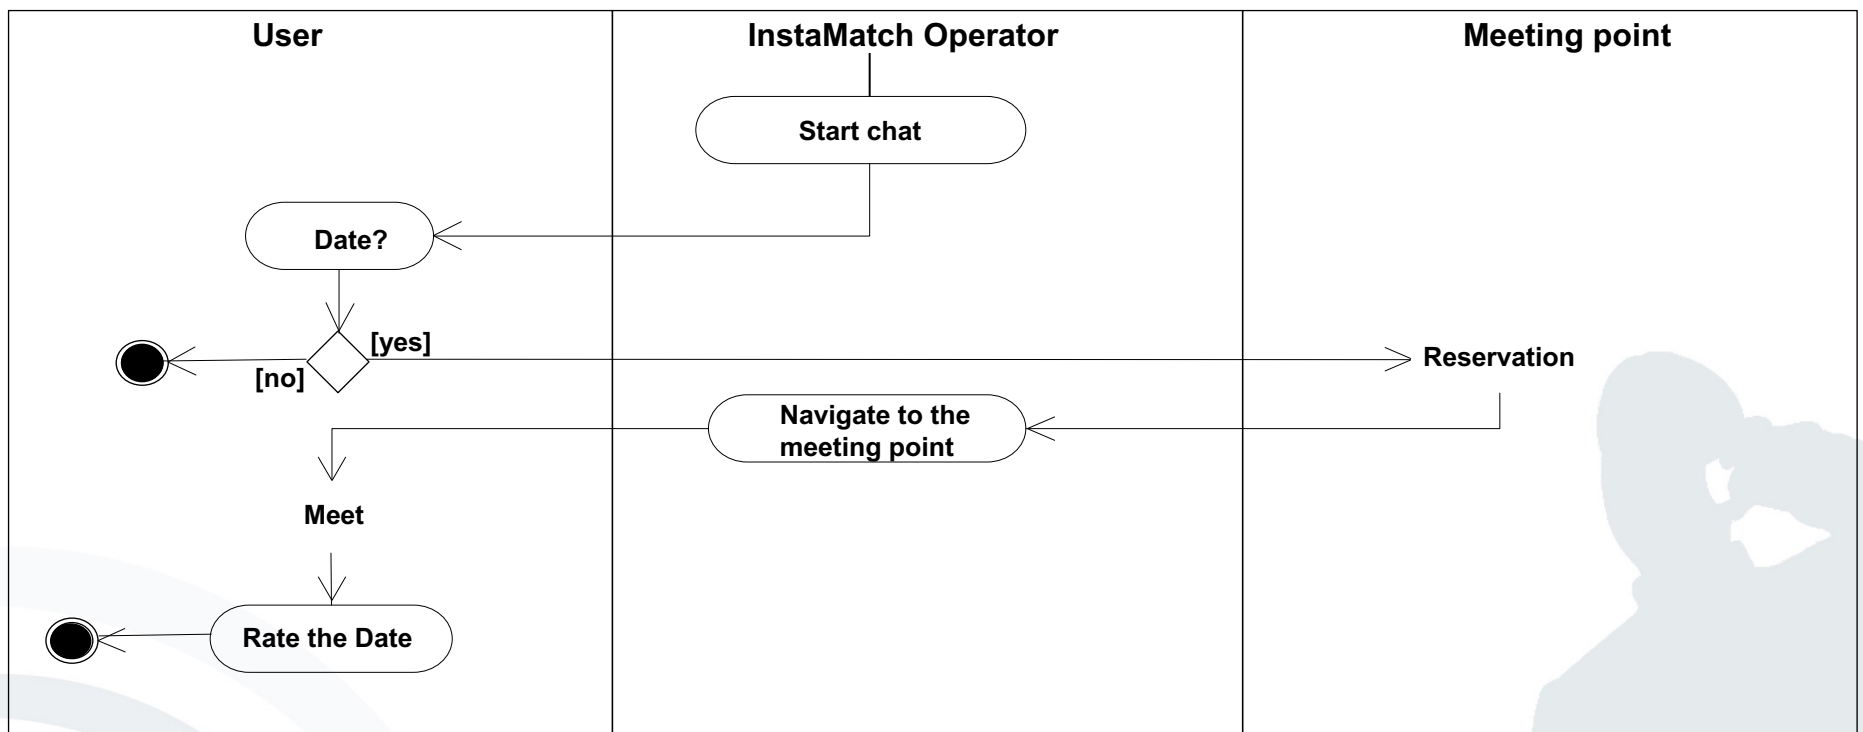 User
InstaMatch Operator
Meeting point
Start chat
Date?
[yes]
[no]
Reservation
Navigate to the
meeting point
Meet
Rate the Date